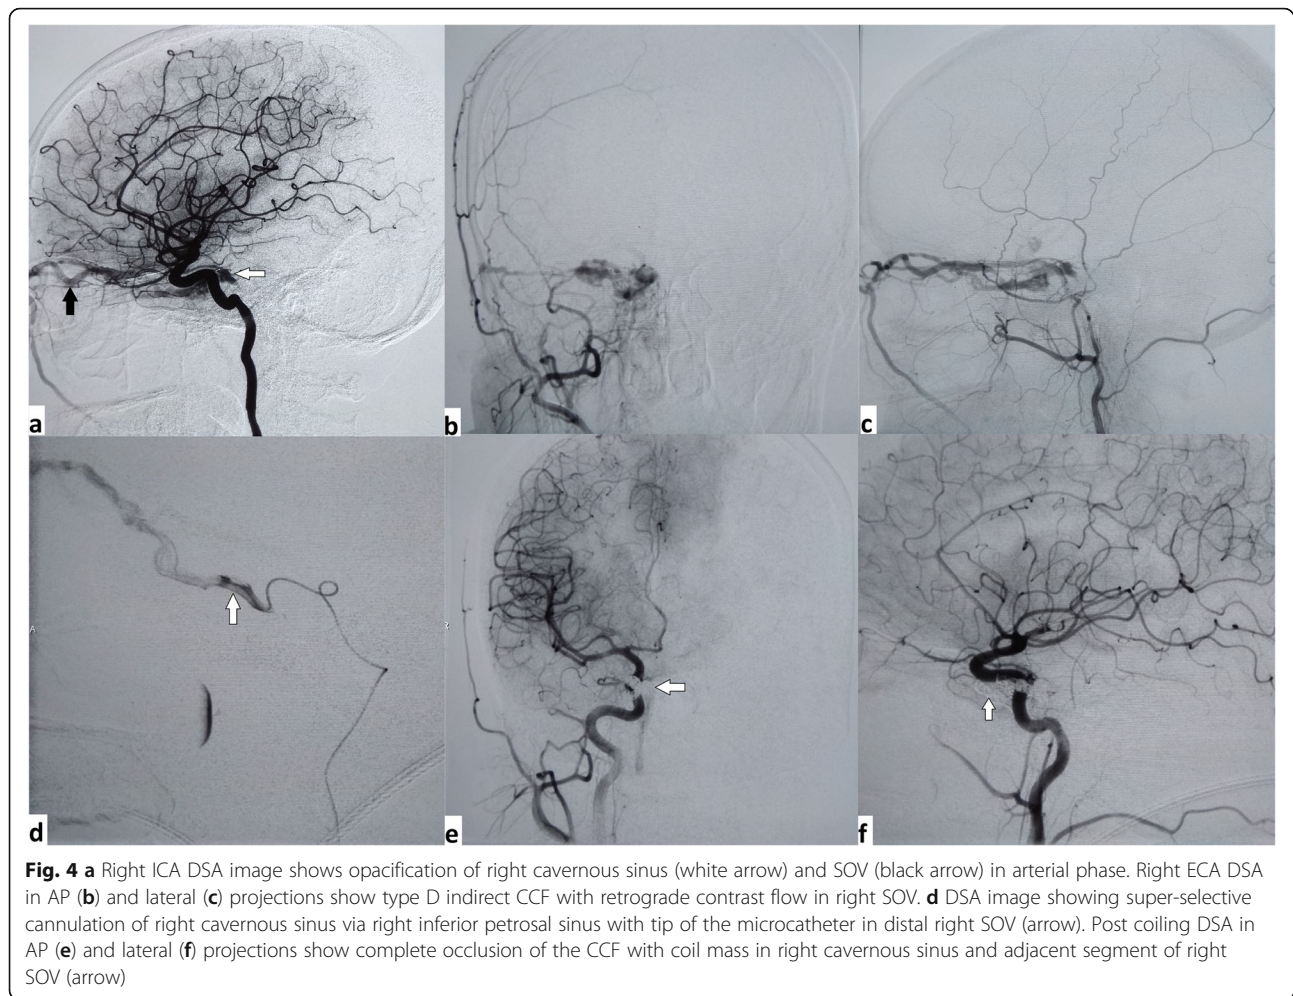 a
b
c
A
R
d
e
f
Fig. 4 a Right ICA DSA image shows opacification of right cavernous sinus (white arrow) and SOV (black arrow) in arterial phase. Right ECA DSA
in AP (b) and lateral (c) projections show type D indirect CCF with retrograde contrast flow in right SOV. d DSA image showing super-selective
cannulation of right cavernous sinus via right inferior petrosal sinus with tip of the microcatheter in distal right SOV (arrow). Post coiling DSA in
AP (e) and lateral (f) projections show complete occlusion of the CCF with coil mass in right cavernous sinus and adjacent segment of right
SOV (arrow)